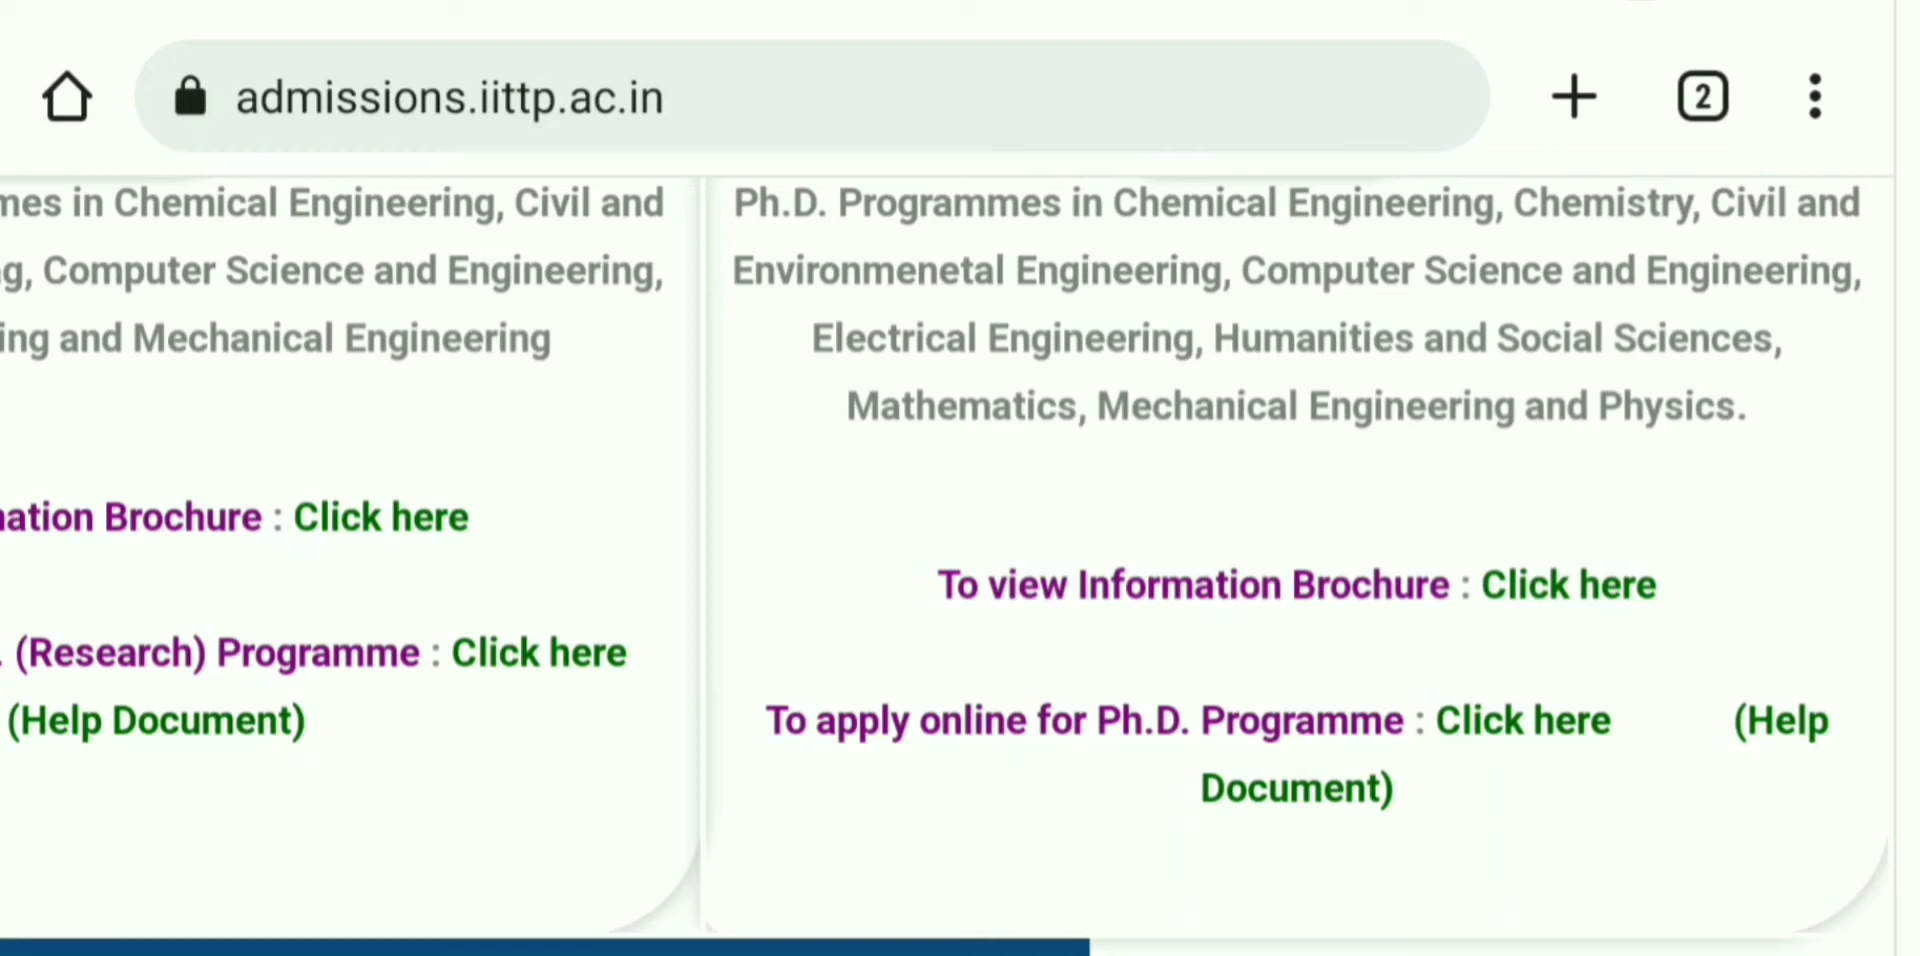 admissions.iittp.ac.in
2
mes in Chemical Engineering, Civil and
g, Computer Science and Engineering,
ing and Mechanical Engineering
ation Brochure : Click here
. (Research) Programme : Click here
(Help Document)
Ph.D. Programmes in Chemical Engineering, Chemistry, Civil and
Environmenetal Engineering, Computer Science and Engineering,
Electrical Engineering, Humanities and Social Sciences,
Mathematics, Mechanical Engineering and Physics.
To view Information Brochure : Click here
To apply online for Ph.D. Programme : Click here (Help
Document)